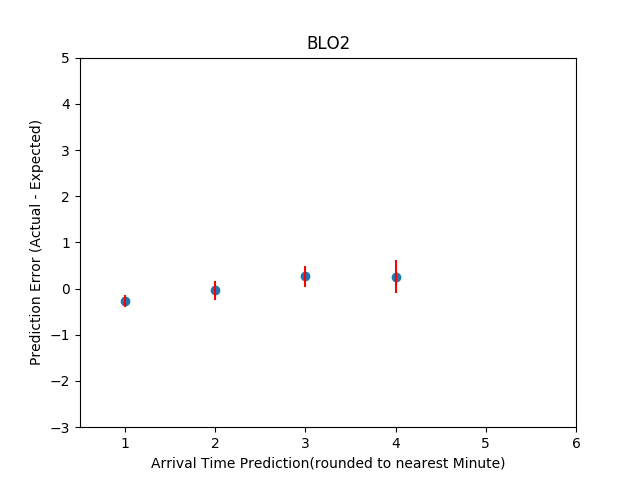 BLO2
5
4
3
2
1
0
−1
−2
−3
Prediction Error (Actual - Expected)
1 2 3 4 5 6
Arrival Time Prediction(rounded to nearest Minute)